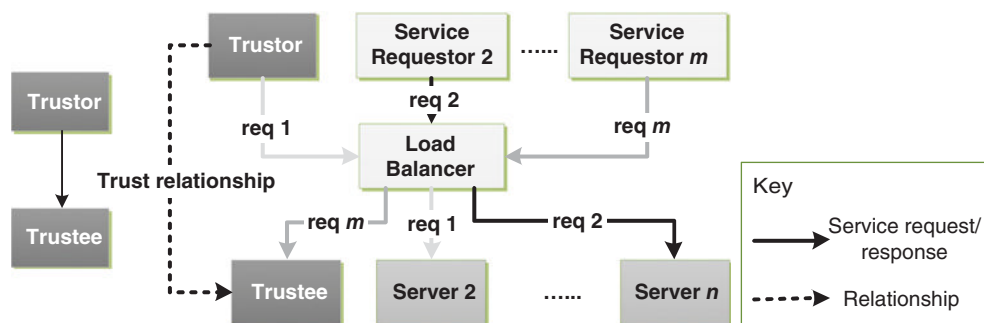 Trustor
Trustee
Trustor
Service
Requestor 2
......
Service
Requestor m
req 1
req 2
req m
Load
Balancer
Trust relationship
req m
req 1
req 2
Trustee
Server 2
......
Server n
Key
Service request/
response
Relationship